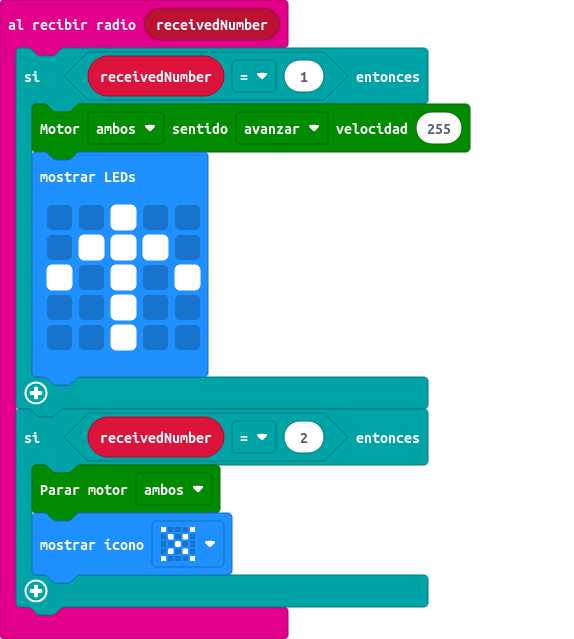 al recibir radio receivedNumber
si receivedNumber = 1 entonces
Motor ambos sentido avanzar velocidad 255
mostrar LEDs
si receivedNumber = 2 entonces
Parar motor ambos
mostrar ícono